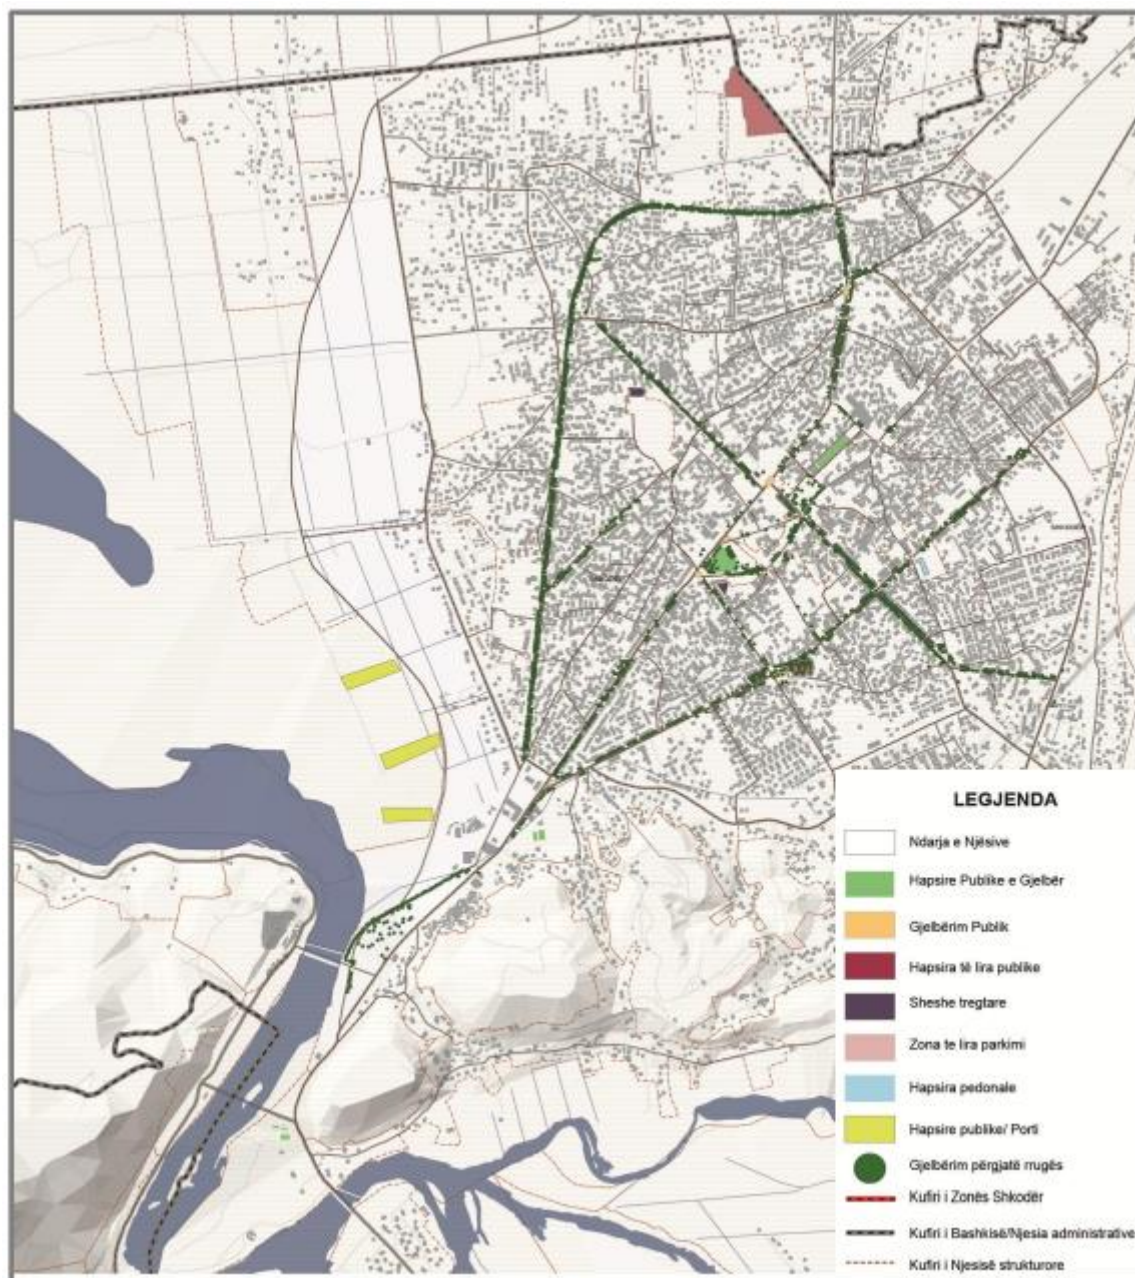 LEGJENDA
Ndarja e Njësive
Hapsire Publike e Gjelbër
Gjelbërim Publik
Hapsira të lira publike
Sheshe tregtare
Zona te lira parkimi
Hapsira pedonale
Hapsire publike/ Porti
Gjelbërim përgjatë rrugës
Kufiri i Zonës Shkodër
Kufiri i Bashkisë/Njesia administrative
Kufiri i Njesisë strukturore